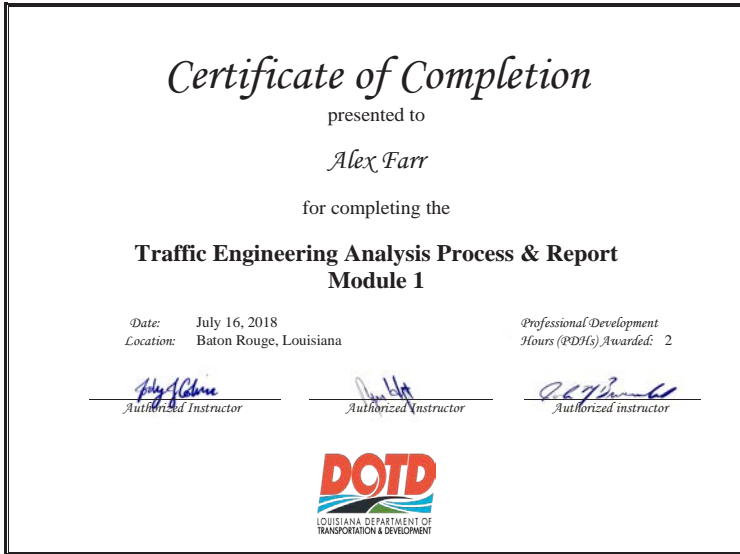 Certificate of Completion
presented to
Alex Farr
for completing the
Traffic Engineering Analysis Process & Report
Module 1
Date: July 16, 2018
Location: Baton Rouge, Louisiana
Professional Development
Hours (PDHs) Awarded: 2
Authorized Instructor
Authorized Instructor
Authorized instructor
DOTD
LOUISIANA DEPARTMENT OF
TRANSPORTATION & DEVELOPMENT